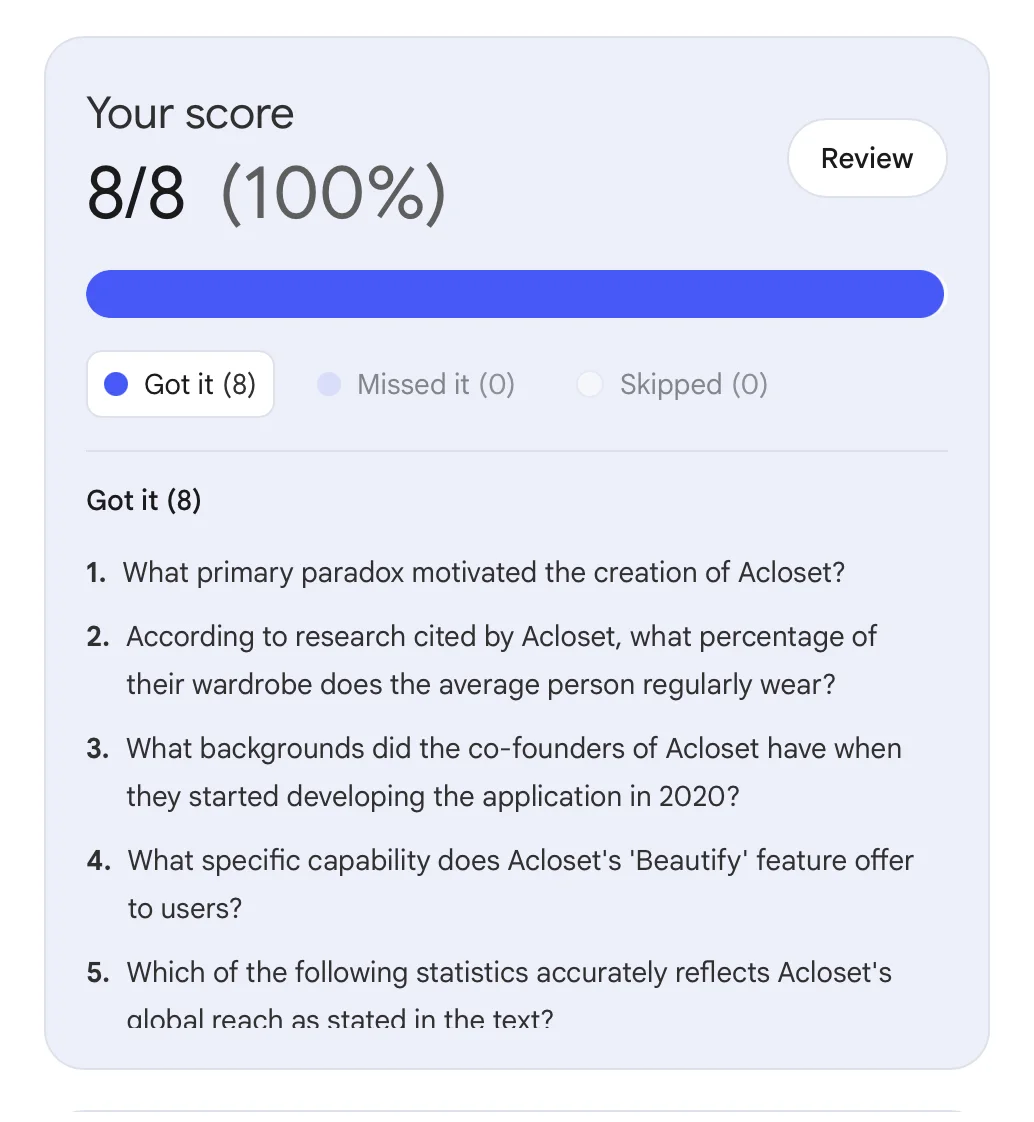 Your score
8/8 (100%)
Review
Got it (8)
Missed it (0)
Skipped (0)
Got it (8)
1. What primary paradox motivated the creation of Acloset?
2. According to research cited by Acloset, what percentage of
their wardrobe does the average person regularly wear?
3. What backgrounds did the co-founders of Acloset have when
they started developing the application in 2020?
4. What specific capability does Acloset's 'Beautify' feature offer
to users?
5. Which of the following statistics accurately reflects Acloset's
global reach as stated in the text?